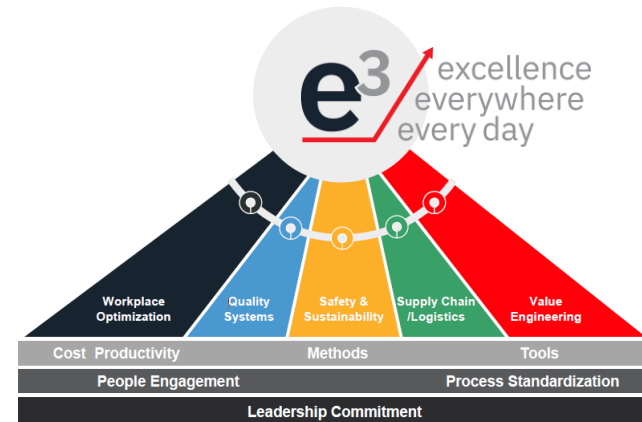 e3
excellence
everywhere
every day
Workplace
Optimization
Quality
Systems
Safety &
Sustainability
Supply Chain
/Logistics
Value
Engineering
Cost Productivity Methods Tools
People Engagement Process Standardization
Leadership Commitment